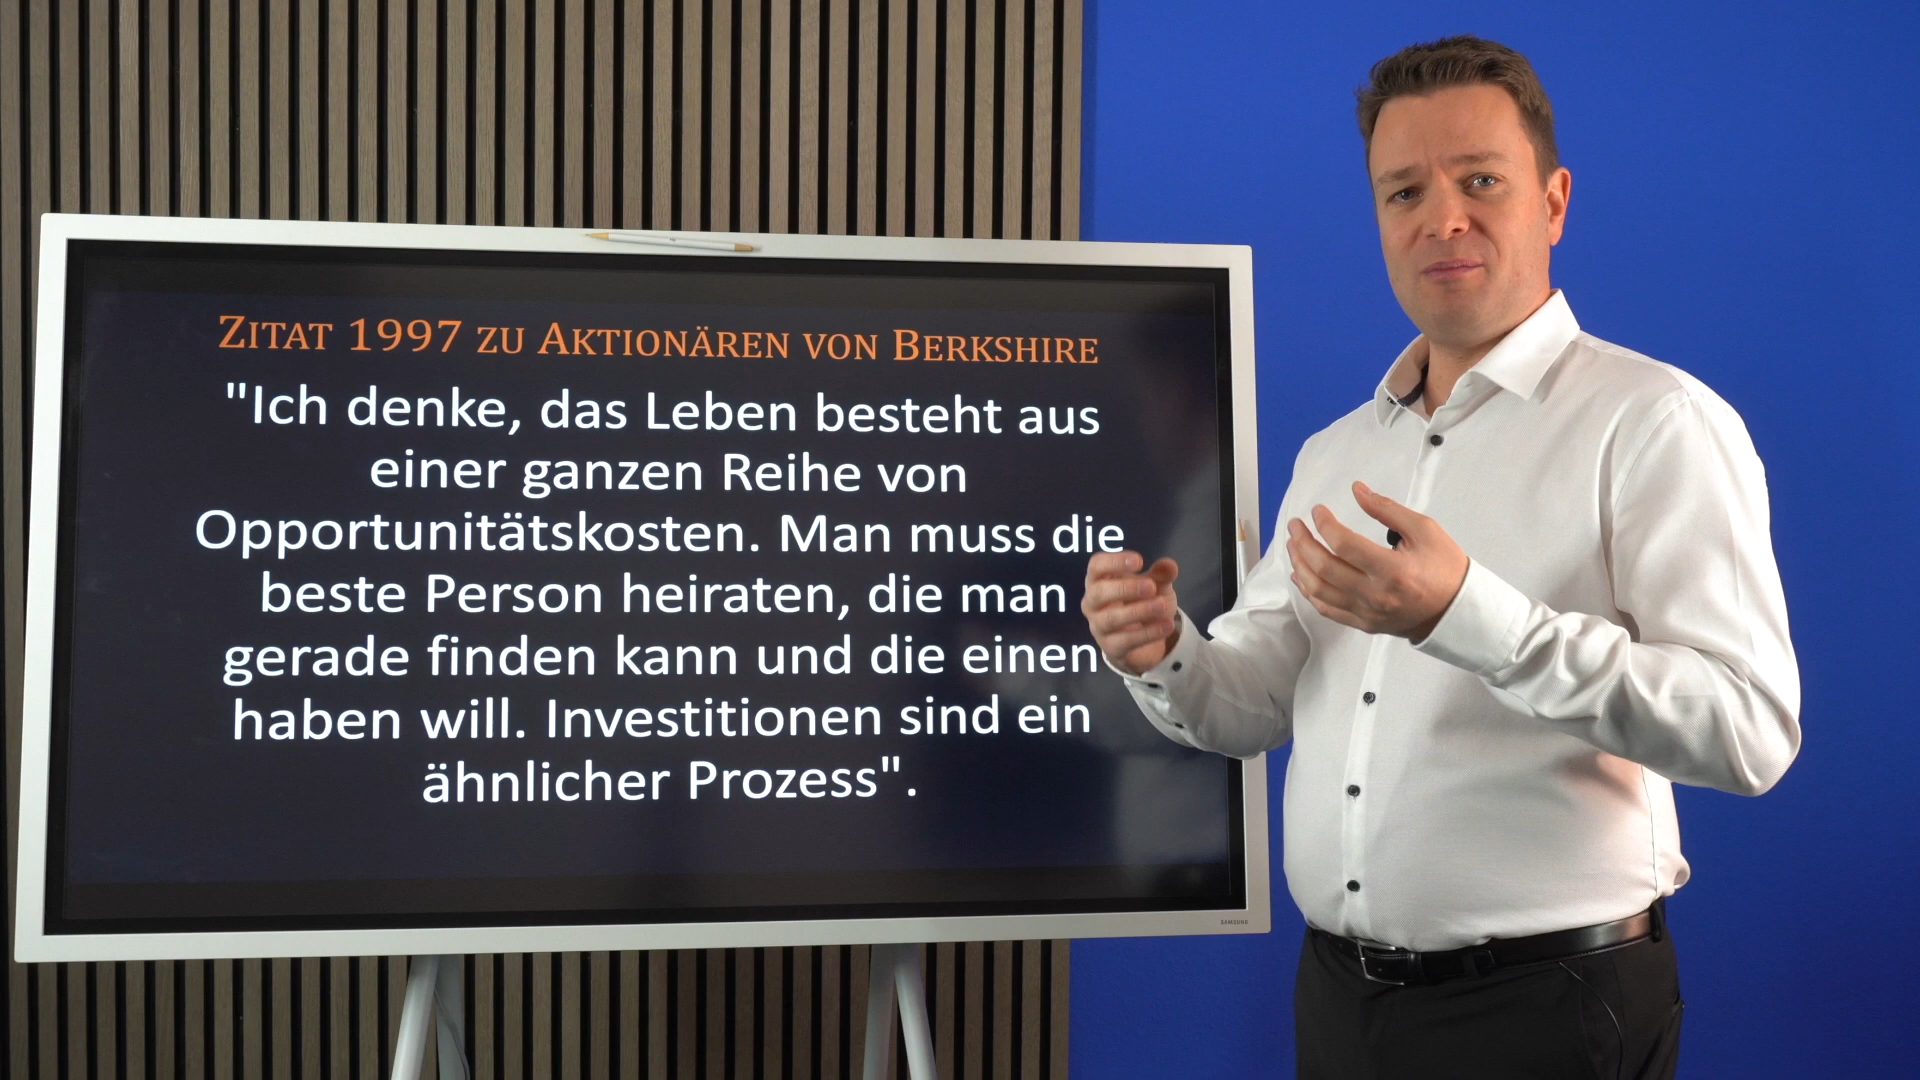 ZITAT 1997 ZU AKTIONÄREN VON BERKSHIRE
"Ich denke, das Leben besteht aus
einer ganzen Reihe von
Opportunitätskosten. Man muss die
beste Person heiraten, die man
gerade finden kann und die einen
haben will. Investitionen sind ein
ähnlicher Prozess".
SAMSUNG